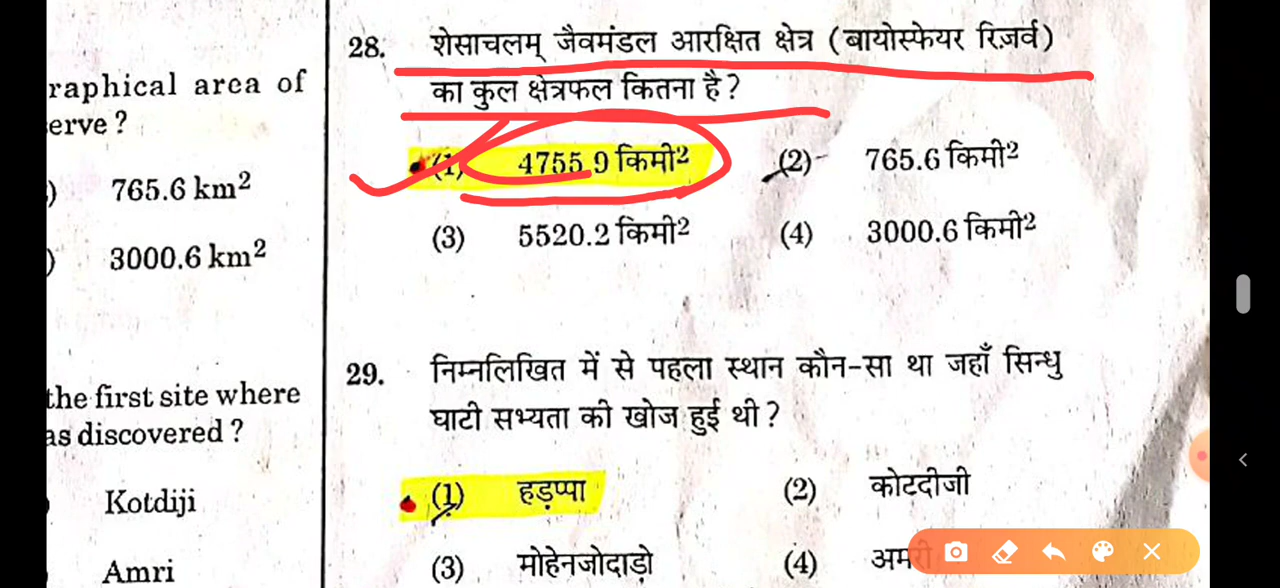 raphical area of
erve ?
765.6 km²
3000.6 km²
the first site where
as discovered ?
Kotdiji
Amri
28. शेसाचलम् जैवमंडल आरक्षित क्षेत्र (बायोस्फेयर रिज़र्व)
का कुल क्षेत्रफल कितना है ?
(1) 4755.9 किमी² (2) 765.6 किमी²
(3) 5520.2 किमी² (4) 3000.6 किमी²
29. निम्नलिखित में से पहला स्थान कौन-सा था जहाँ सिन्धु
घाटी सभ्यता की खोज हुई थी ?
(1) हड़प्पा (2) कोटदीजी
(3) मोहेनजोदाड़ो (4)